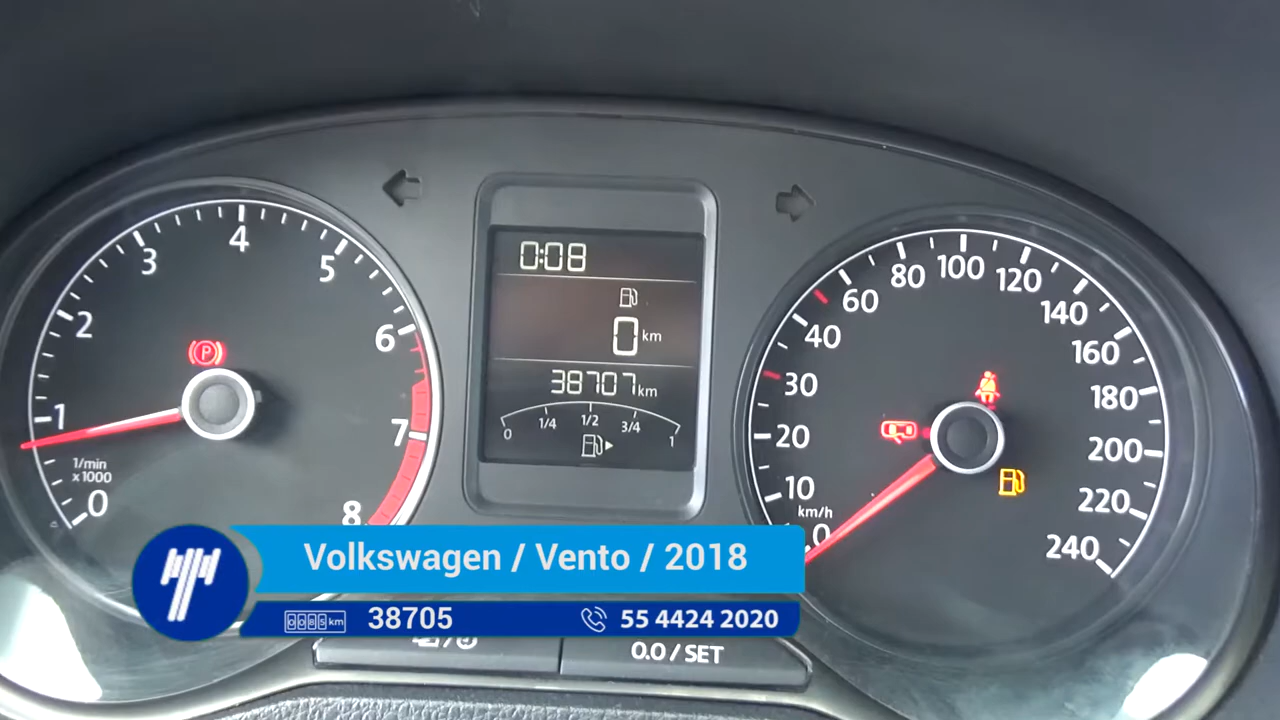 0:08
0 km
38707 km
0 1/4 1/2 3/4 1
0 1 2 3 4 5 6 7 8
1/min
x1000
P
0 10 20 30 40 60 80 100 120 140 160 180 200 220 240
km/h
Volkswagen / Vento / 2018
0085 km 38705 55 4424 2020
0.0 / SET